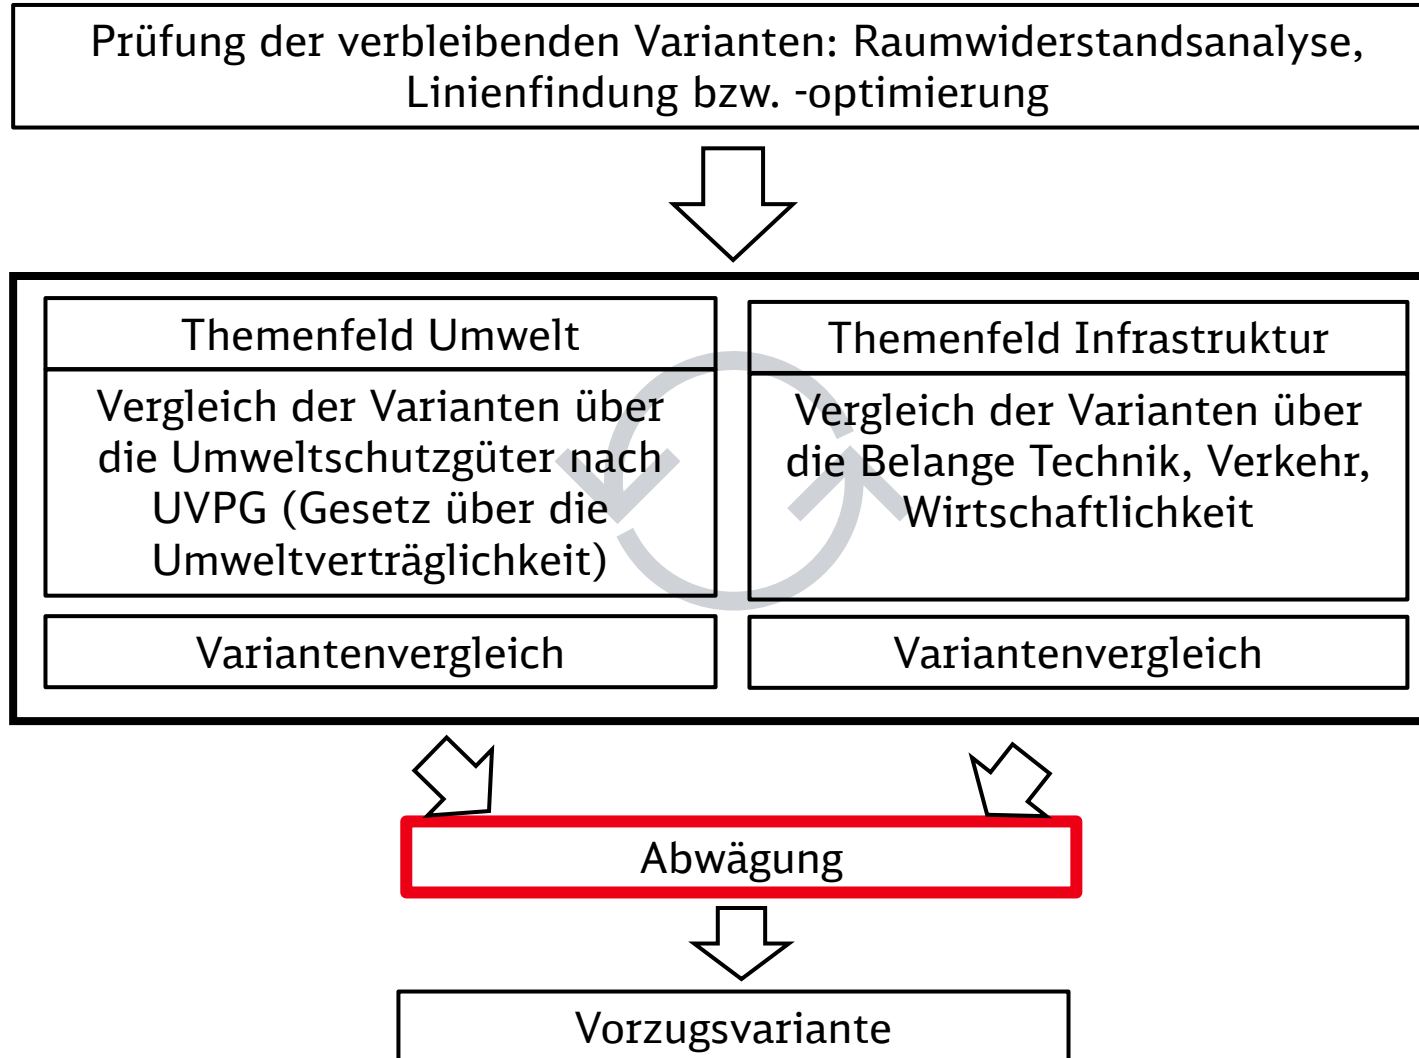 Prüfung der verbleibenden Varianten: Raumwiderstandsanalyse,
Linienfindung bzw. -optimierung
Themenfeld Umwelt
Vergleich der Varianten über
die Umweltschutzgüter nach
UVPG (Gesetz über die
Umweltverträglichkeit)
Variantenvergleich
Themenfeld Infrastruktur
Vergleich der Varianten über
die Belange Technik, Verkehr,
Wirtschaftlichkeit
Variantenvergleich
Abwägung
Vorzugsvariante